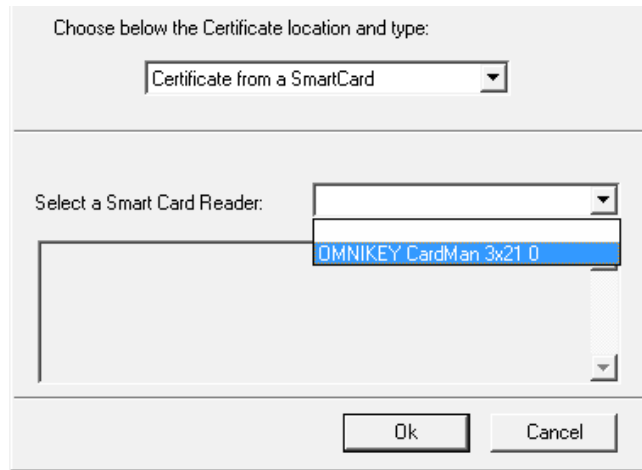 Choose below the Certificate location and type:
Certificate from a SmartCard
Select a Smart Card Reader:
OMNIKEY CardMan 3x21 0
Ok
Cancel